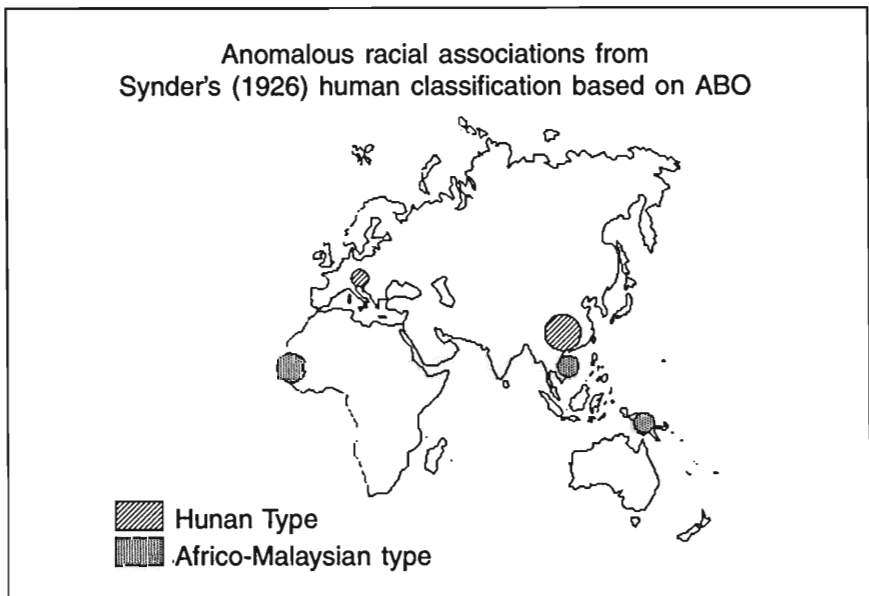 Anomalous racial associations from
Synder's (1926) human classification based on ABO
Hunan Type
Africo-Malaysian type